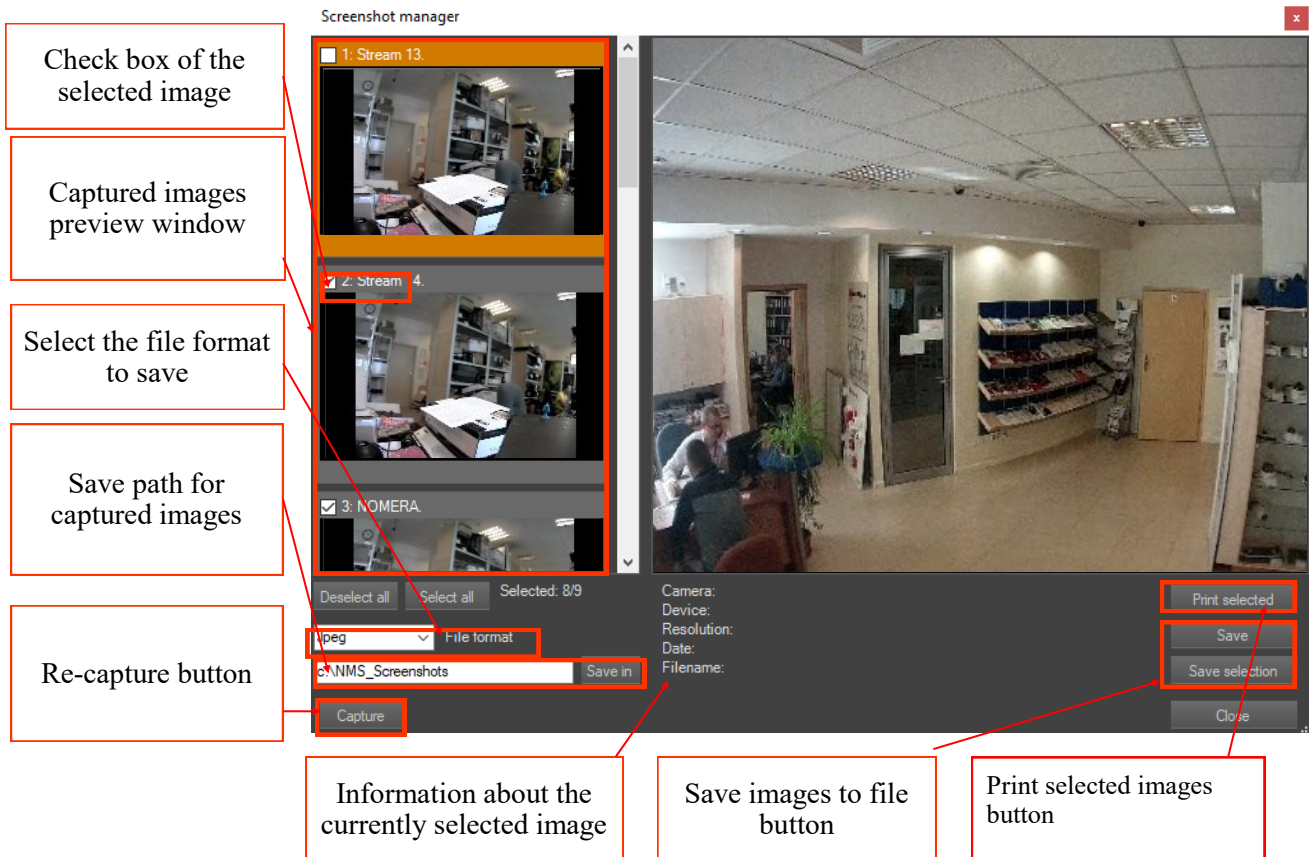 Screenshot manager
x
Check box of the
selected image
Captured images
preview window
Select the file format
to save
Save path for
captured images
Re-capture button
1: Stream 13.
2: Stream 4.
3: NOMERA.
Deselect all
Select all
Selected: 8/9
Jpeg
File format
c:\NMS_Screenshots
Save in
Capture
Camera:
Device:
Resolution:
Date:
Filename:
Print selected
Save
Save selection
Close
Information about the
currently selected image
Save images to file
button
Print selected images
button